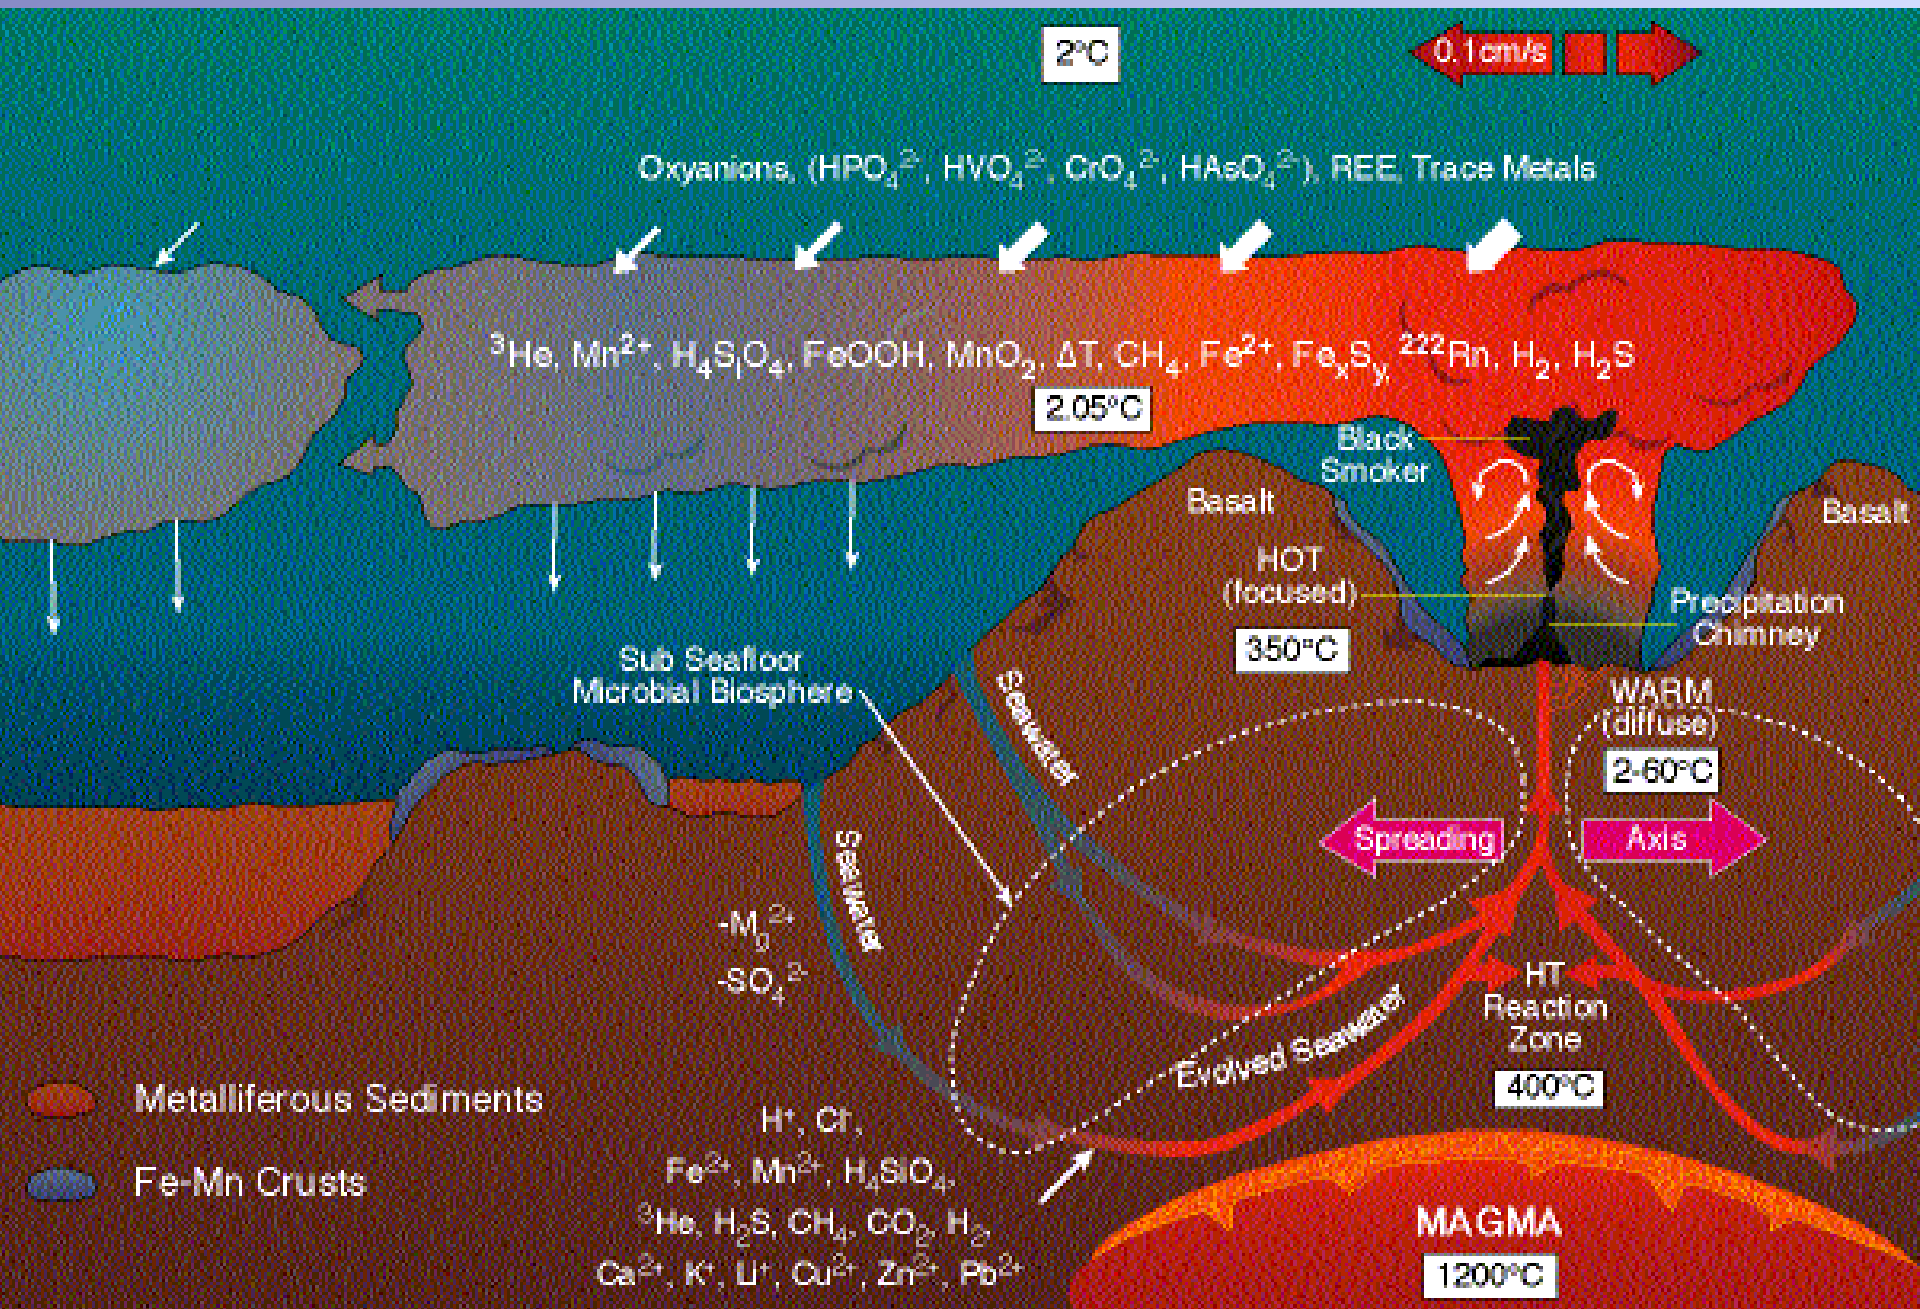 2°C
0.1cm/s
Oxyanions, (HPO₄²⁻, HVO₄²⁻, CrO₄²⁻, HAsO₄²⁻), REE, Trace Metals
³He, Mn²⁺, H₄SiO₄, FeOOH, MnO₂, ΔT, CH₄, Fe²⁺, FeₓSᵧ, ²²²Rn, H₂, H₂S
2.05°C
Black
Smoker
Basalt
Basalt
HOT
(focused)
350°C
Precipitation
Chimney
Sub Seafloor
Microbial Biosphere
Seawater
WARM
(diffuse)
2-60°C
Spreading
Axis
Seawater
-Mg²⁺
-SO₄²⁻
HT
Reaction
Zone
400°C
Evolved Seawater
Metalliferous Sediments
Fe-Mn Crusts
H⁺, Cl⁻,
Fe²⁺, Mn²⁺, H₄SiO₄,
³He, H₂S, CH₄, CO₂, H₂,
Ca²⁺, K⁺, Li⁺, Cu²⁺, Zn²⁺, Pb²⁺
MAGMA
1200°C